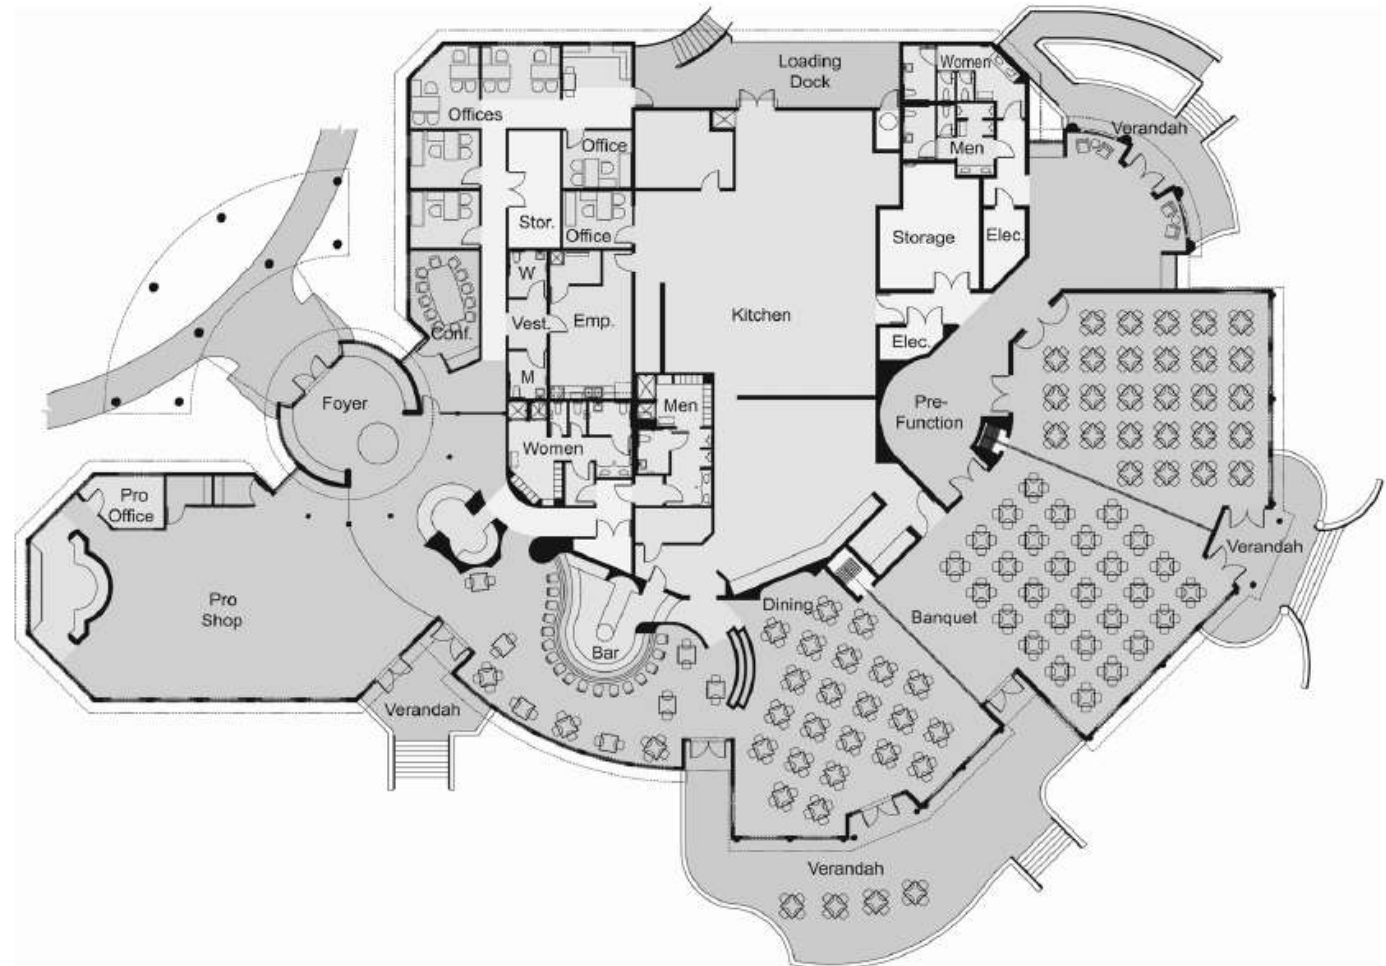 Loading
Dock
Women
Offices
Verandah
Office
Men
Stor.
Office
Storage
Elec.
W
Conf.
Vest.
Emp.
Kitchen
Elec.
M
Foyer
Men
Pre-
Function
Women
Pro
Office
Verandah
Pro
Shop
Dining
Banquet
Bar
Verandah
Verandah